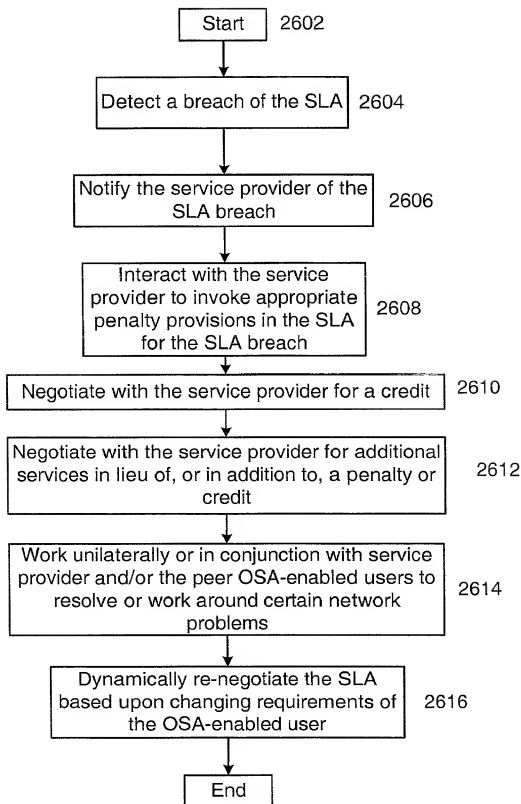 Start 2602
Detect a breach of the SLA 2604
Notify the service provider of the
SLA breach
2606
Interact with the service
provider to invoke appropriate
penalty provisions in the SLA
for the SLA breach
2608
Negotiate with the service provider for a credit 2610
Negotiate with the service provider for additional
services in lieu of, or in addition to, a penalty or
credit
2612
Work unilaterally or in conjunction with service
provider and/or the peer OSA-enabled users to
resolve or work around certain network
problems
2614
Dynamically re-negotiate the SLA
based upon changing requirements of
the OSA-enabled user
2616
End